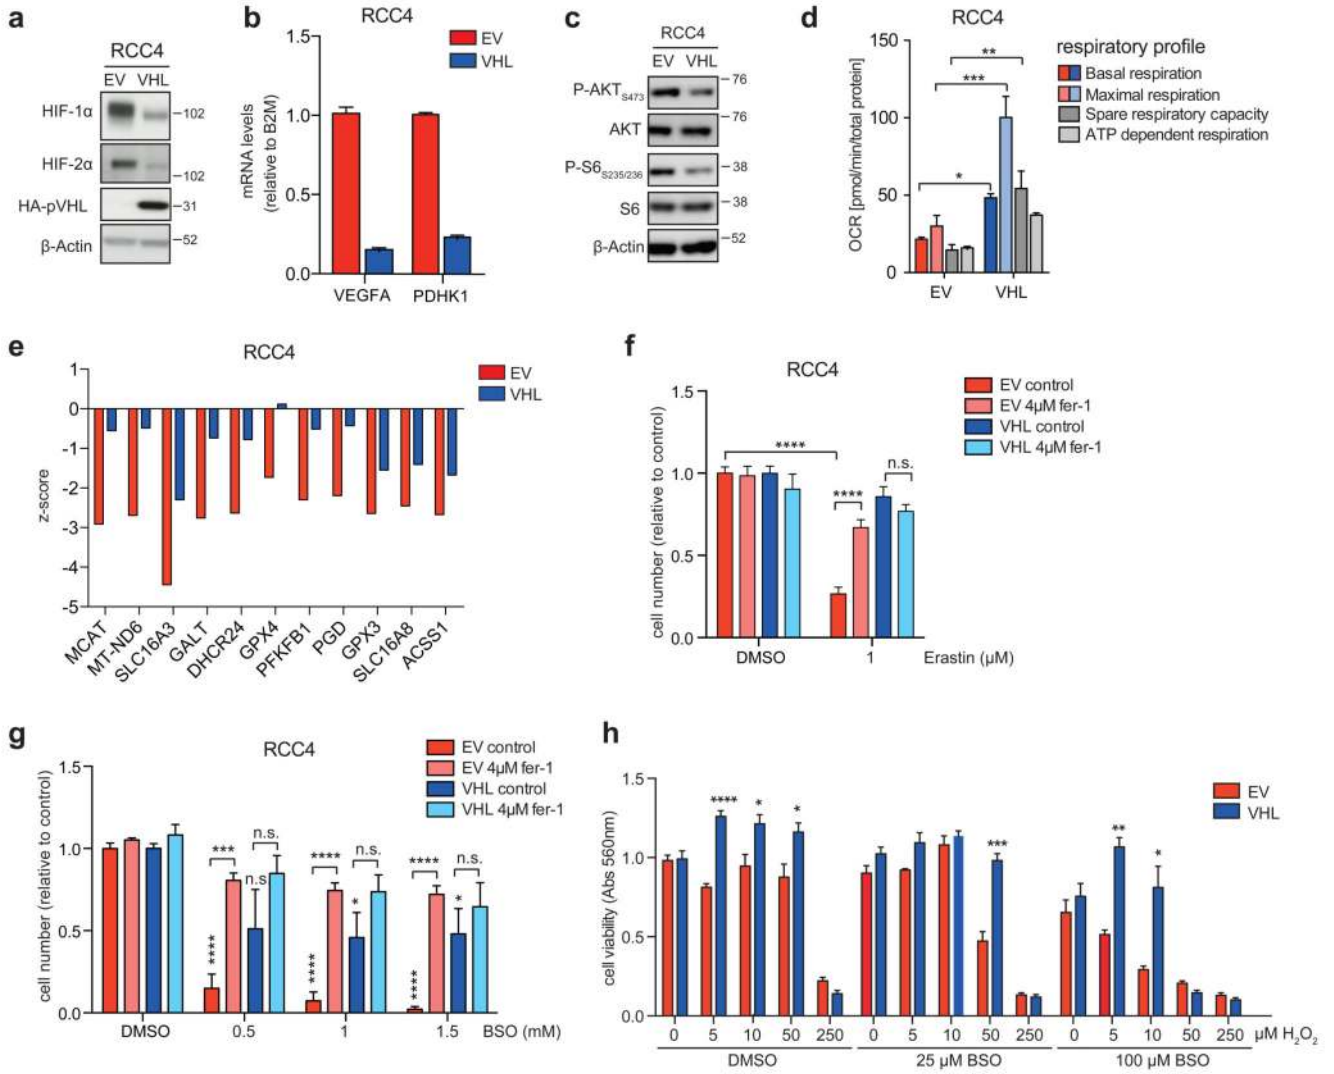 a
RCC4
EV VHL
HIF-1α
−102
HIF-2α
−102
HA-pVHL
−31
β-Actin
−52
b
RCC4
EV
VHL
mRNA levels
(relative to B2M)
1.5
1.0
0.5
0.0
VEGFA PDHK1
c
RCC4
EV VHL
−76
P-AKT S473
−76
AKT
P-S6 S235/236
−38
−38
S6
−52
β-Actin
d
RCC4
OCR [pmol/min/total protein]
150
100
50
0
**
***
*
EV VHL
respiratory profile
Basal respiration
Maximal respiration
Spare respiratory capacity
ATP dependent respiration
e
RCC4
EV
VHL
z-score
1
0
-1
-2
-3
-4
-5
MCAT
MT-ND6
SLC16A3
GALT
DHCR24
GPX4
PFKFB1
PGD
GPX3
SLC16A8
ACSS1
f
RCC4
EV control
EV 4µM fer-1
VHL control
VHL 4µM fer-1
cell number (relative to control)
1.5
1.0
0.5
0.0
****
****
n.s.
DMSO 1 Erastin (µM)
g
RCC4
EV control
EV 4µM fer-1
VHL control
VHL 4µM fer-1
cell number (relative to control)
1.5
1.0
0.5
0.0
***
n.s.
****
n.s.
****
n.s.
n.s.
*
*
****
****
****
DMSO 0.5 1 1.5 BSO (mM)
h
EV
VHL
cell viability (Abs 560nm)
1.5
1.0
0.5
0.0
****
*
*
***
**
*
0 5 10 50 250 0 5 10 50 250 0 5 10 50 250 µM H₂O₂
DMSO 25 µM BSO 100 µM BSO